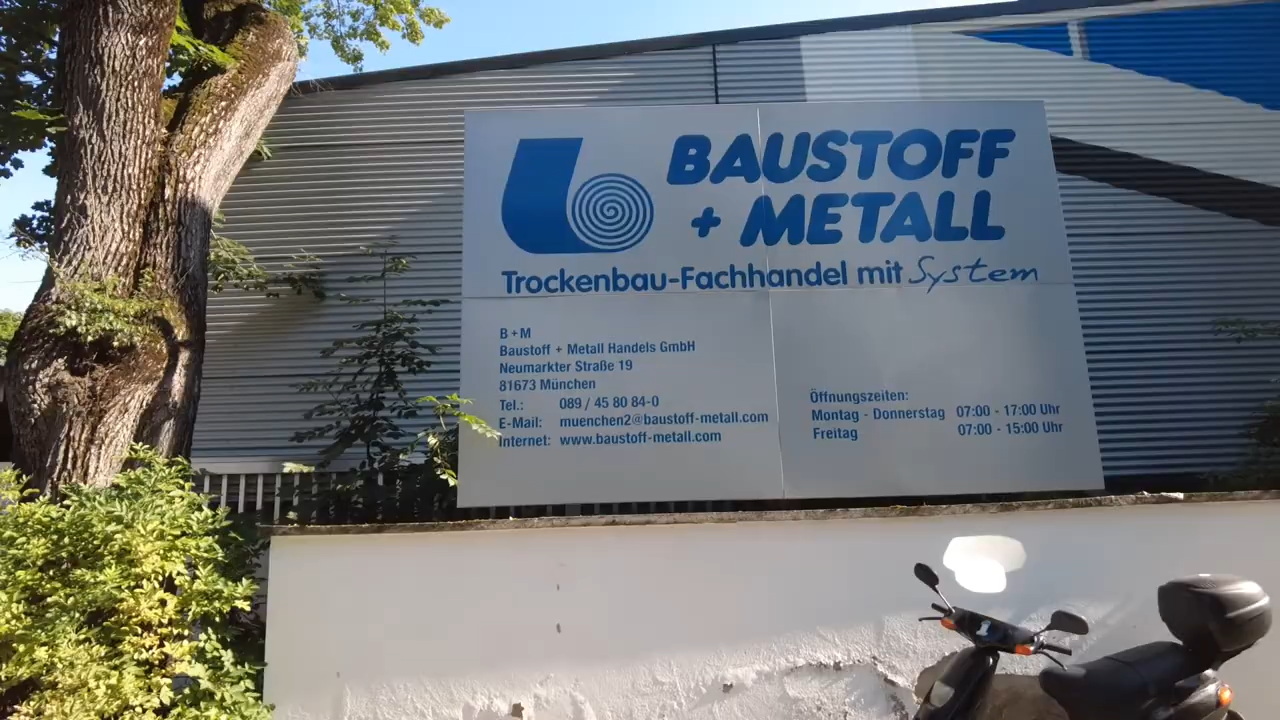 BAUSTOFF
+ METALL
Trockenbau-Fachhandel mit System
B + M
Baustoff + Metall Handels GmbH
Neumarkter Straße 19
81673 München
Tel.: 089 / 45 80 84-0
E-Mail: muenchen2@baustoff-metall.com
Internet: www.baustoff-metall.com
Öffnungszeiten:
Montag - Donnerstag 07:00 - 17:00 Uhr
Freitag 07:00 - 15:00 Uhr